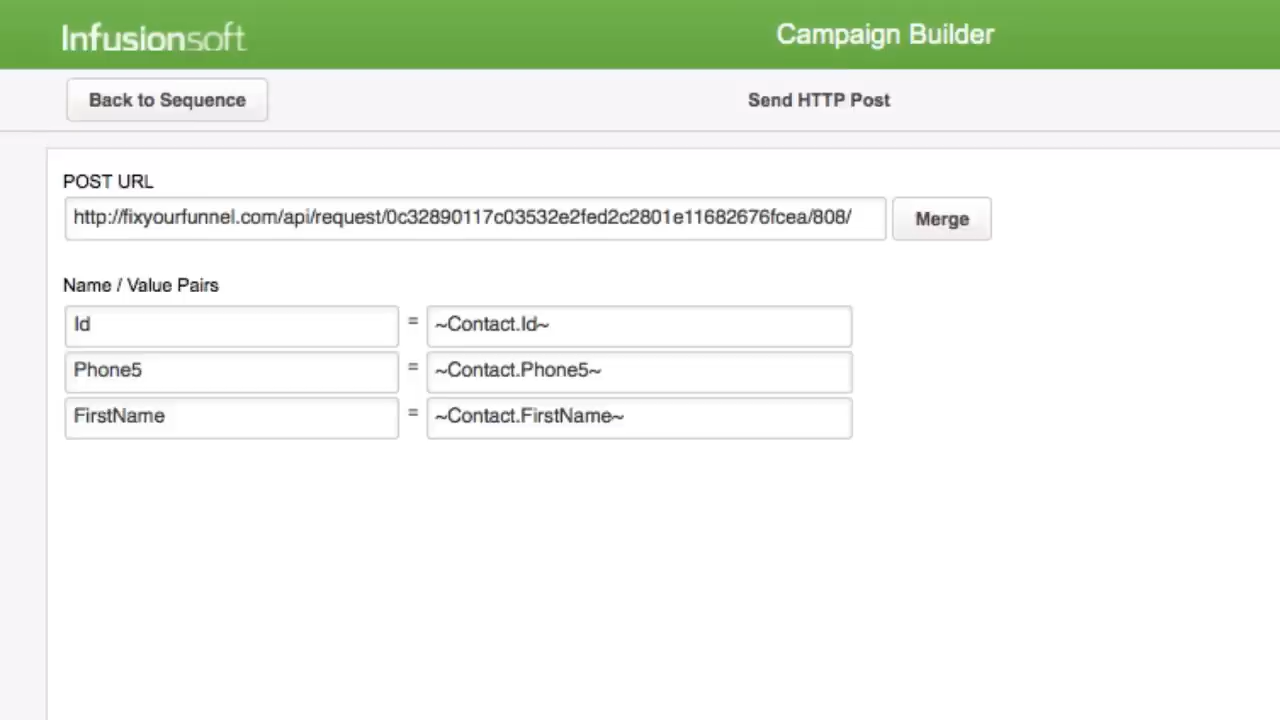 Infusionsoft
Campaign Builder
Back to Sequence
Send HTTP Post
POST URL
http://fixyourfunnel.com/api/request/0c32890117c03532e2fed2c2801e11682676fcea/808/
Merge
Name / Value Pairs
Id = ~Contact.Id~
Phone5 = ~Contact.Phone5~
FirstName = ~Contact.FirstName~